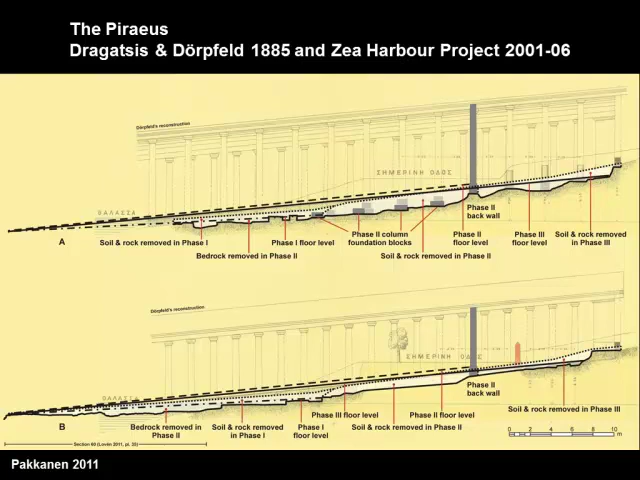 The Piraeus
Dragatsis & Dörpfeld 1885 and Zea Harbour Project 2001-06
Dörpfeld's reconstruction
ΣΗΜΕΡΙΝΗ ΟΔΟΣ
ΘΑΛΑΣΣΑ
A
Soil & rock removed in Phase I
Bedrock removed in Phase II
Phase I floor level
Phase II column
foundation blocks
Soil & rock removed in Phase II
Phase II
floor level
Phase II
back wall
Phase III
floor level
Soil & rock removed
in Phase III
Dörpfeld's reconstruction
ΣΗΜΕΡΙΝΗ ΟΔΟΣ
ΘΑΛΑΣΣΑ
B
Bedrock removed in
Phase II
Soil & rock removed
in Phase I
Phase I
floor level
Phase III floor level
Soil & rock removed in Phase II
Phase II floor level
Phase II
back wall
Soil & rock removed in Phase III
Section 60 (Lovén 2011, pl. 35)
0 2 4 6 8 10
m
Pakkanen 2011